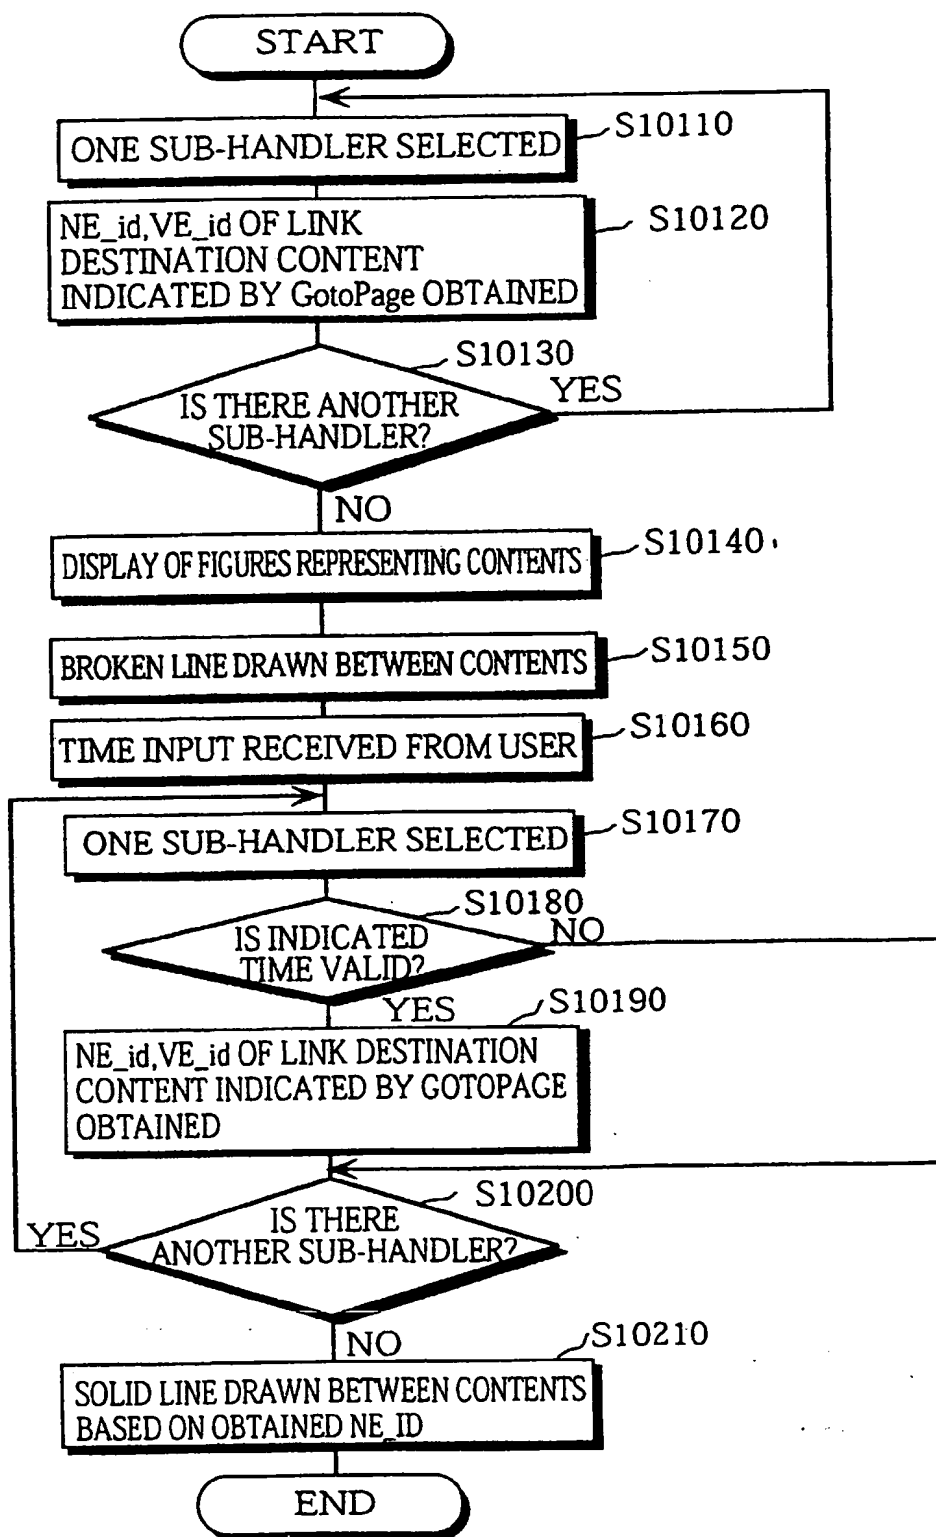 START
ONE SUB-HANDLER SELECTED
S10110
NE_id,VE_id OF LINK
DESTINATION CONTENT
INDICATED BY GotoPage OBTAINED
S10120
S10130
YES
IS THERE ANOTHER
SUB-HANDLER?
NO
DISPLAY OF FIGURES REPRESENTING CONTENTS
S10140
BROKEN LINE DRAWN BETWEEN CONTENTS
S10150
TIME INPUT RECEIVED FROM USER
S10160
ONE SUB-HANDLER SELECTED
S10170
S10180
NO
IS INDICATED
TIME VALID?
YES
S10190
NE_id,VE_id OF LINK DESTINATION
CONTENT INDICATED BY GOTOPAGE
OBTAINED
S10200
YES
IS THERE
ANOTHER SUB-HANDLER?
NO
S10210
SOLID LINE DRAWN BETWEEN CONTENTS
BASED ON OBTAINED NE_ID
END